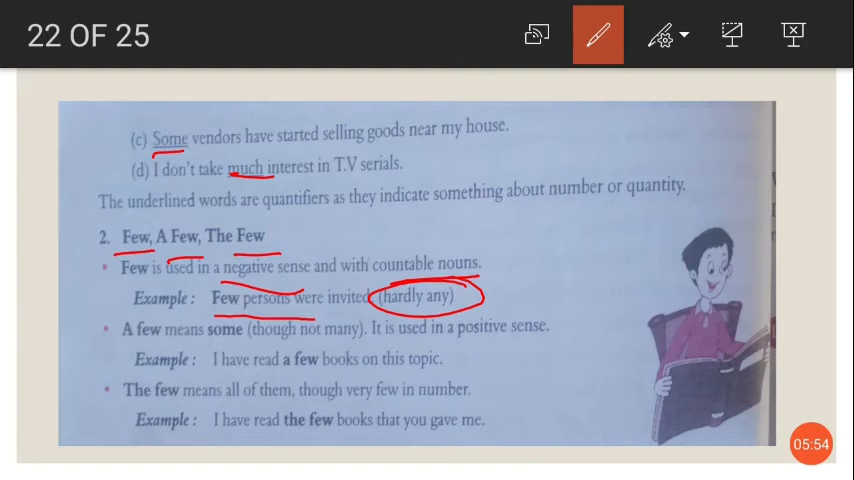 22 OF 25
(c) Some vendors have started selling goods near my house.
(d) I don't take much interest in T.V serials.
The underlined words are quantifiers as they indicate something about number or quantity.
2. Few, A Few, The Few
• Few is used in a negative sense and with countable nouns.
Example : Few persons were invited (hardly any)
• A few means some (though not many). It is used in a positive sense.
Example : I have read a few books on this topic.
• The few means all of them, though very few in number.
Example : I have read the few books that you gave me.
05:54